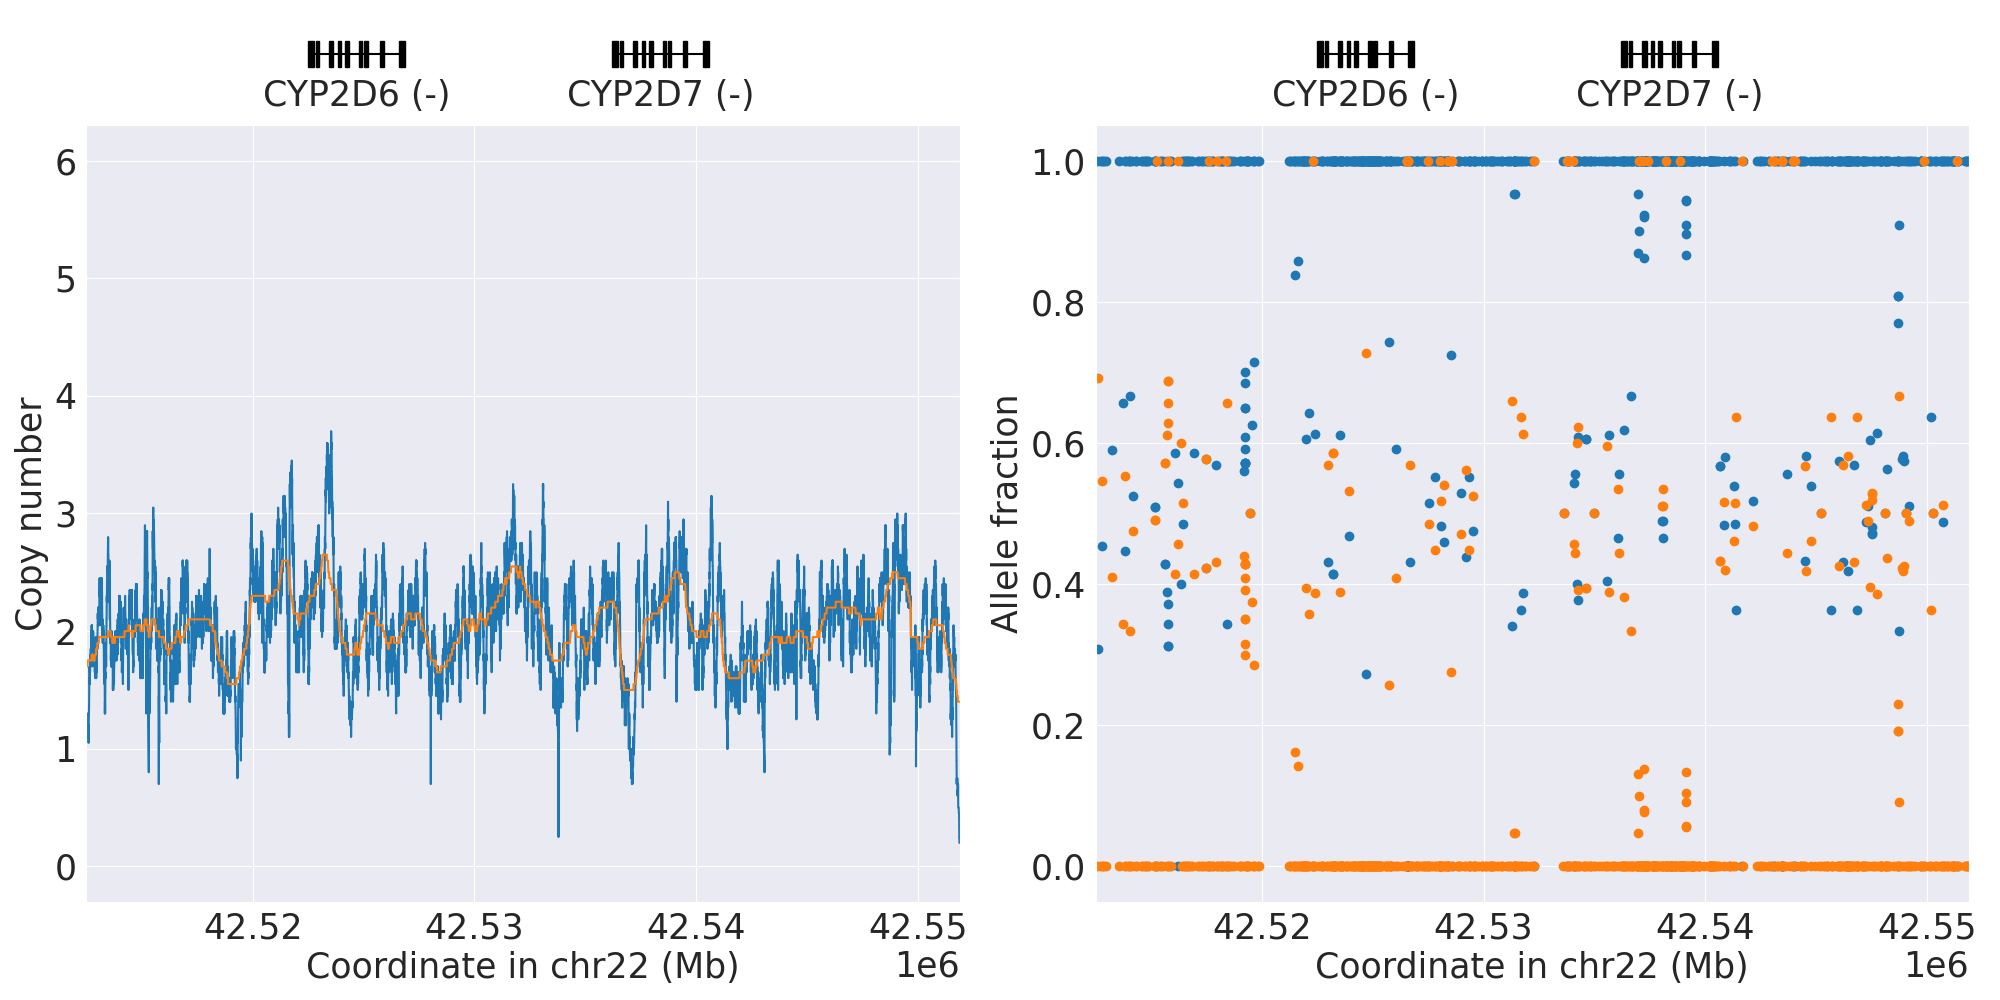 CYP2D6 (-) CYP2D7 (-)
6
5
4
3
2
1
0
Copy number
42.52 42.53 42.54 42.55
Coordinate in chr22 (Mb) 1e6
CYP2D6 (-) CYP2D7 (-)
1.0
0.8
0.6
0.4
0.2
0.0
Allele fraction
42.52 42.53 42.54 42.55
Coordinate in chr22 (Mb) 1e6